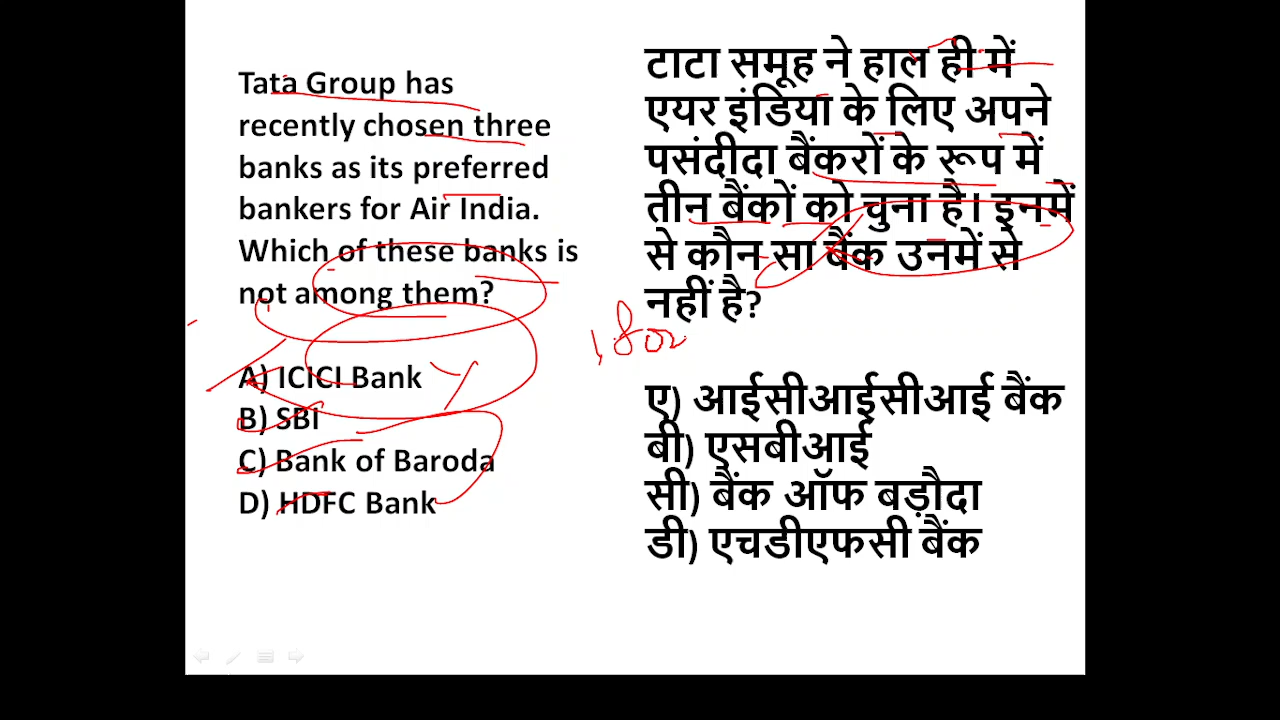 Tata Group has
recently chosen three
banks as its preferred
bankers for Air India.
Which of these banks is
not among them?
A) ICICI Bank
B) SBI
C) Bank of Baroda
D) HDFC Bank
टाटा समूह ने हाल ही में
एयर इंडिया के लिए अपने
पसंदीदा बैंकरों के रूप में
तीन बैंकों को चुना है। इनमें
से कौन सा बैंक उनमें से
नहीं है?
ए) आईसीआईसीआई बैंक
बी) एसबीआई
सी) बैंक ऑफ बड़ौदा
डी) एचडीएफसी बैंक